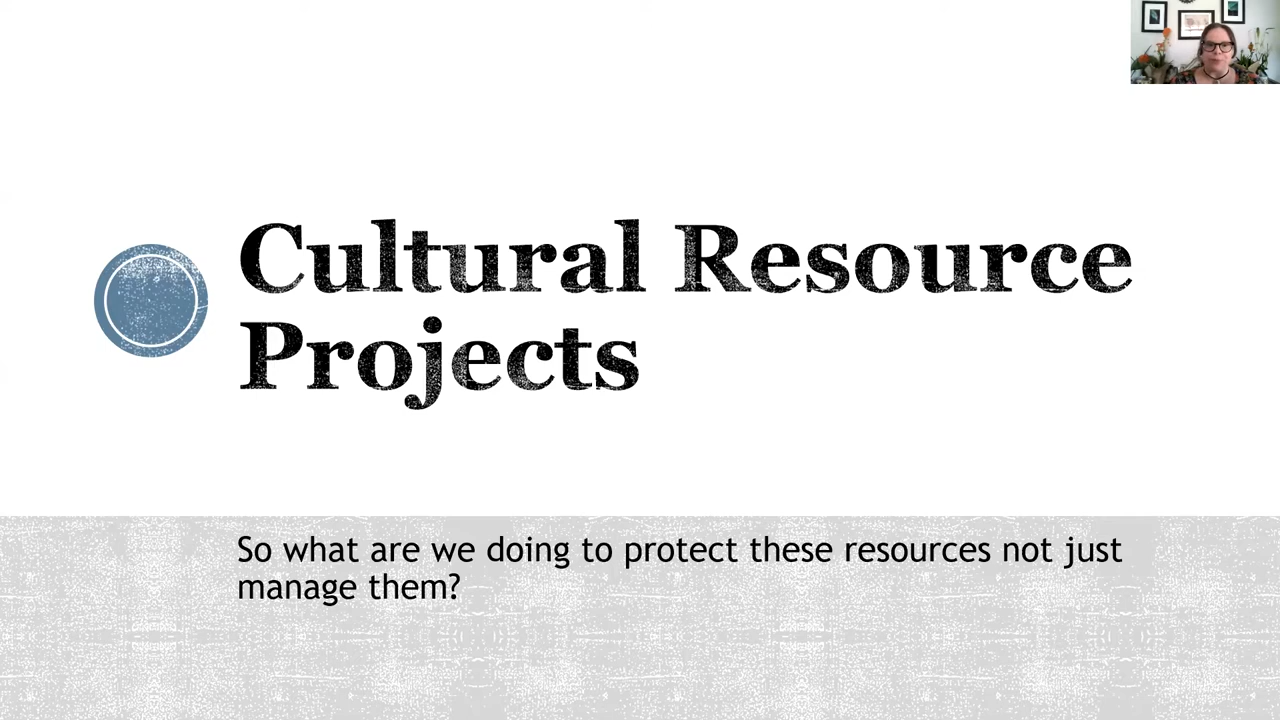 Cultural Resource
Projects
So what are we doing to protect these resources not just
manage them?